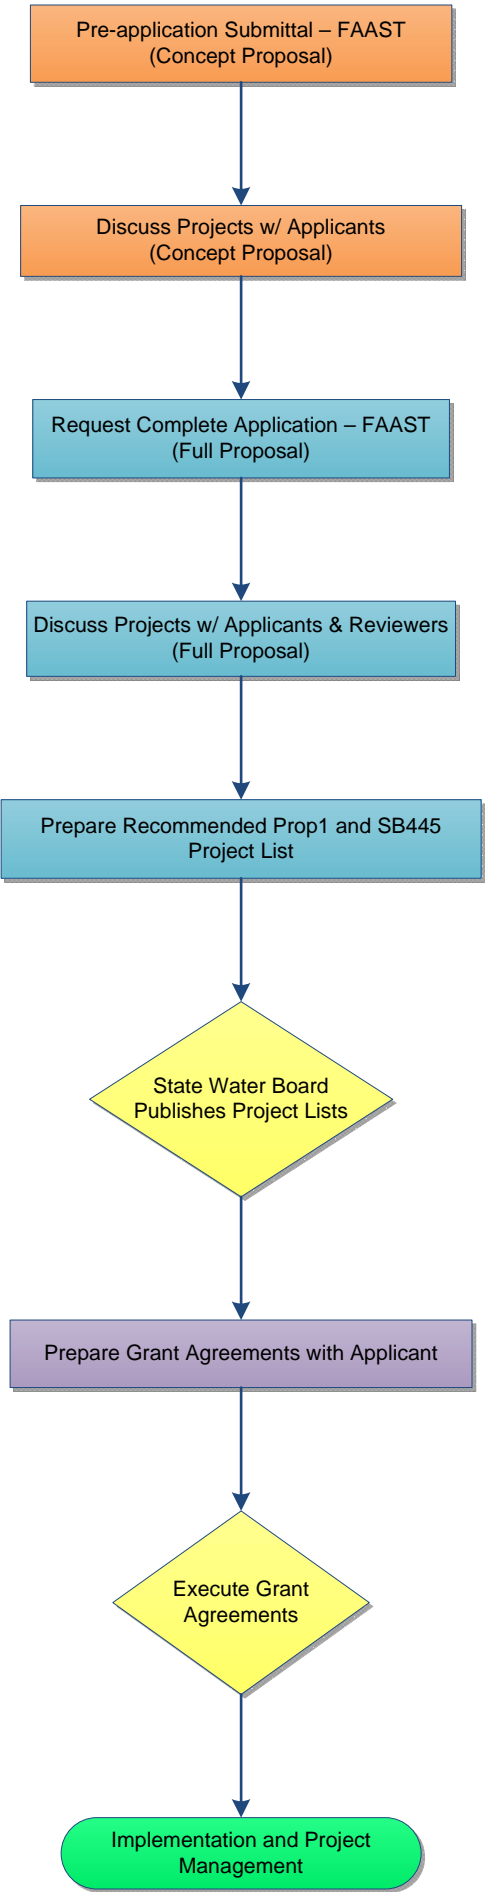 Pre-application Submittal – FAAST
(Concept Proposal)
Discuss Projects w/ Applicants
(Concept Proposal)
Request Complete Application – FAAST
(Full Proposal)
Discuss Projects w/ Applicants & Reviewers
(Full Proposal)
Prepare Recommended Prop1 and SB445
Project List
State Water Board
Publishes Project Lists
Prepare Grant Agreements with Applicant
Execute Grant
Agreements
Implementation and Project
Management